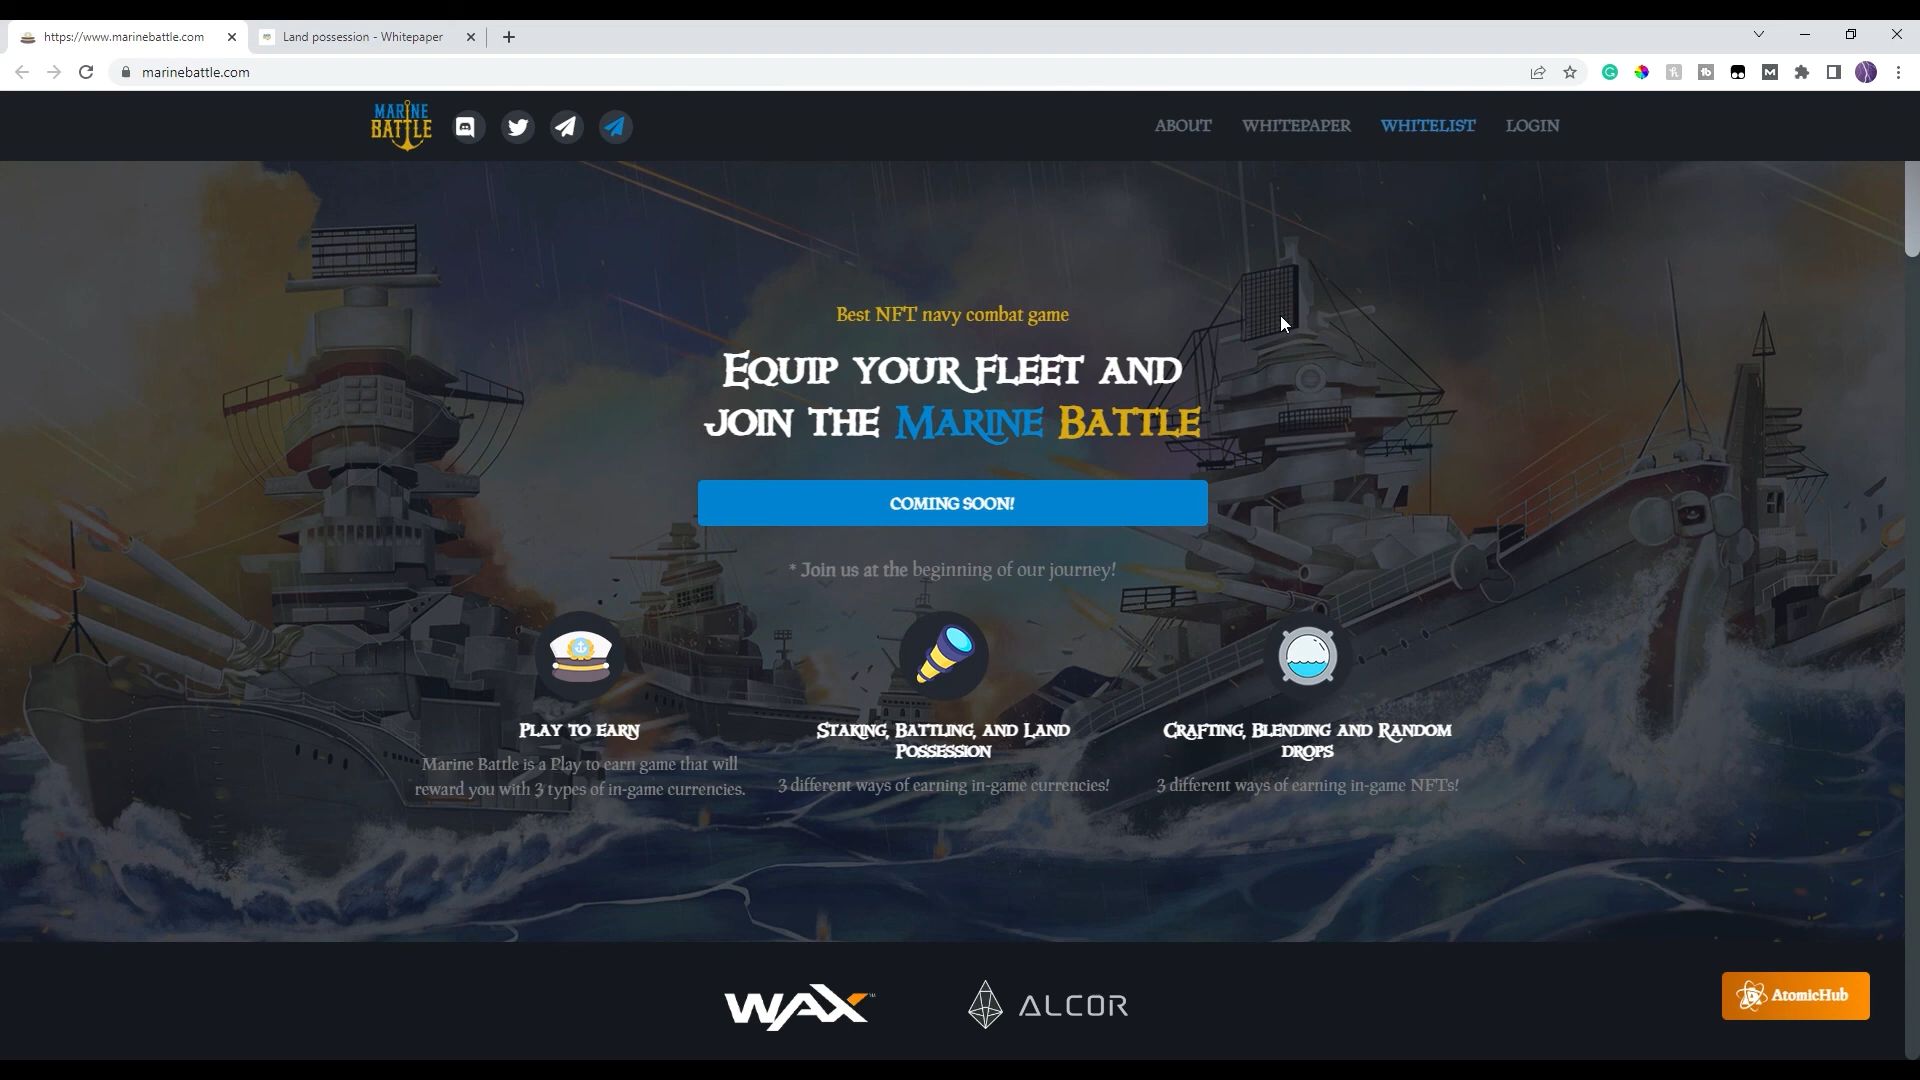 https://www.marinebattle.com
Land possession - Whitepaper
marinebattle.com
MARINE
BATTLE
ABOUT
WHITEPAPER
WHITELIST
LOGIN
Best NFT navy combat game
Equip your fleet and
join the Marine Battle
COMING SOON!
* Join us at the beginning of our journey!
Play to earn
Marine Battle is a Play to earn game that will
reward you with 3 types of in-game currencies.
Staking, Battling, and Land
Possession
3 different ways of earning in-game currencies!
Crafting, Blending and Random
drops
3 different ways of earning in-game NFTs!
WAX™
ALCOR
AtomicHub